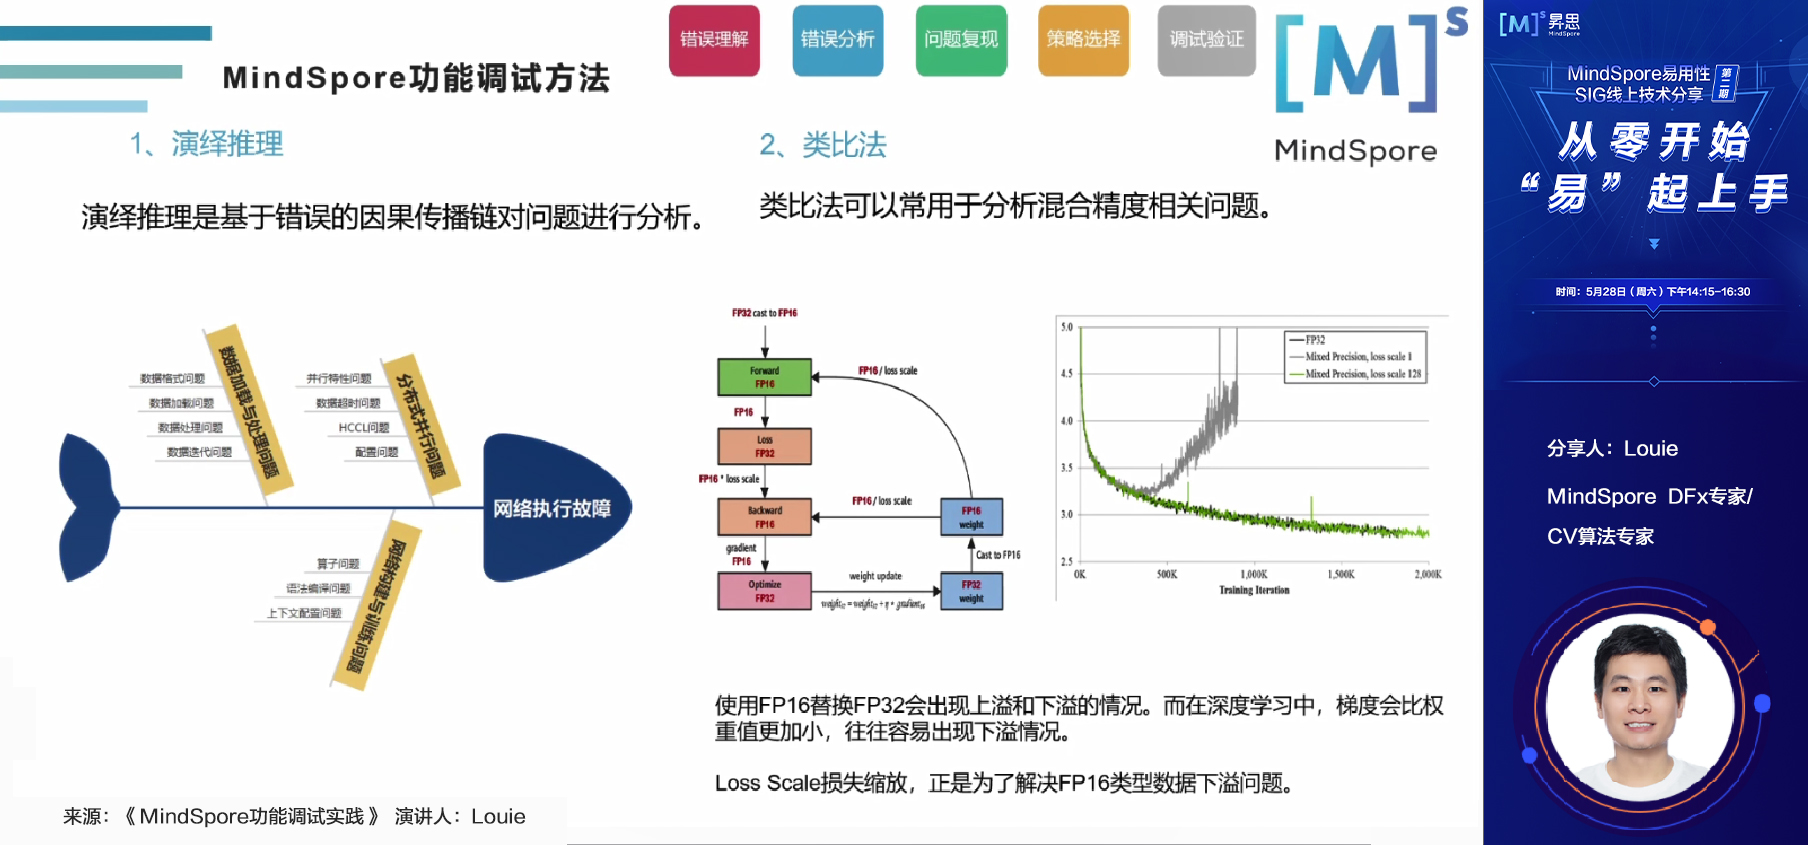 MindSpore功能调试方法
错误理解
错误分析
问题复现
策略选择
调试验证
[M]s
MindSpore
1、演绎推理
演绎推理是基于错误的因果传播链对问题进行分析。
数据加载与处理问题
数据格式问题
数据加载问题
数据处理问题
数据迭代问题
分布式并行问题
并行特性问题
数据超时问题
HCCL问题
配置问题
网络执行故障
网络构建与训练问题
算子问题
语法编译问题
上下文配置问题
2、类比法
类比法可以常用于分析混合精度相关问题。
FP32 cast to FP16
Forward
FP16
FP16 / loss scale
FP16
Loss
FP32
FP16 * loss scale
Backward
FP16
FP16 / loss scale
FP16
weight
gradient
FP16
Cast to FP16
Optimize
FP32
weight update
FP32
weight
5.0
4.5
4.0
3.5
3.0
2.5
0K
500K
1,000K
1,500K
2,000K
Training Iteration
FP32
Mixed Precision, loss scale 1
Mixed Precision, loss scale 128
使用FP16替换FP32会出现上溢和下溢的情况。而在深度学习中，梯度会比权
重值更加小，往往容易出现下溢情况。
Loss Scale损失缩放，正是为了解决FP16类型数据下溢问题。
来源：《MindSpore功能调试实践》 演讲人：Louie
[M]s 昇思
MindSpore
MindSpore易用性
SIG线上技术分享
第二期
从零开始
“易”起上手
时间：5月28日（周六）下午14:15-16:30
分享人：Louie
MindSpore DFx专家/
CV算法专家